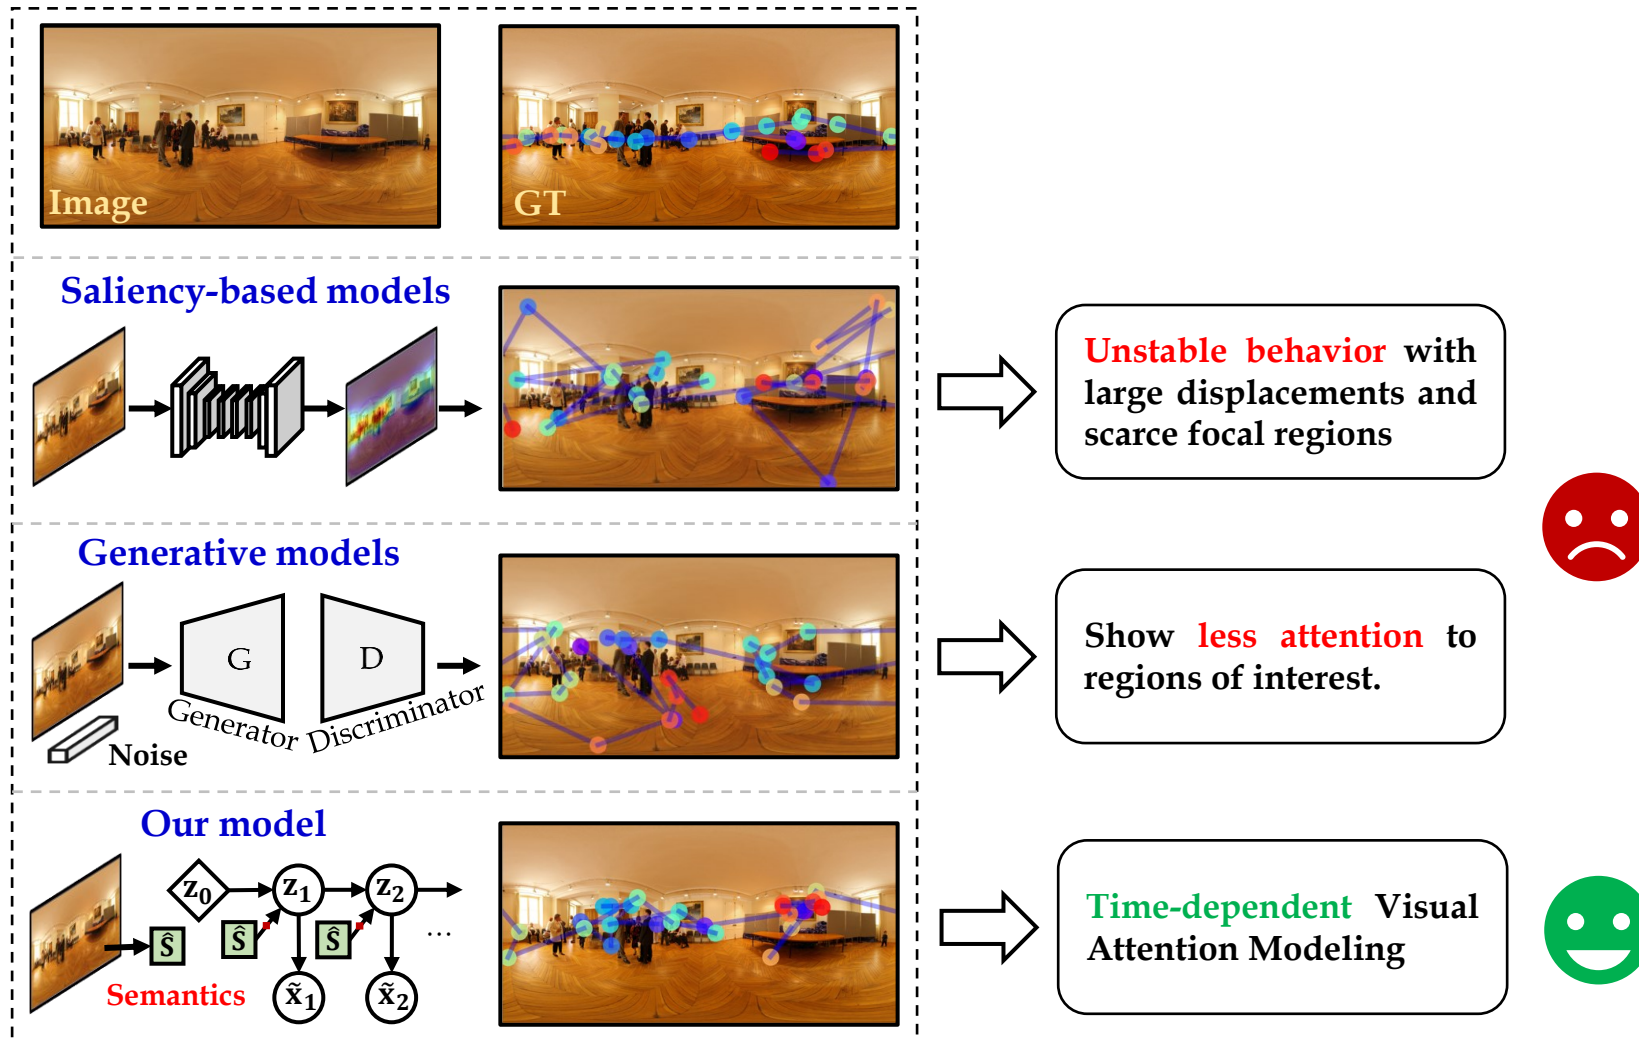 Image
GT
Saliency-based models
Unstable behavior with
large displacements and
scarce focal regions
Generative models
G
D
Generator
Discriminator
Noise
Show less attention to
regions of interest.
Our model
z₀
z₁
z₂
Ŝ
Ŝ
Ŝ
...
Semantics
x̃₁
x̃₂
Time-dependent Visual
Attention Modeling